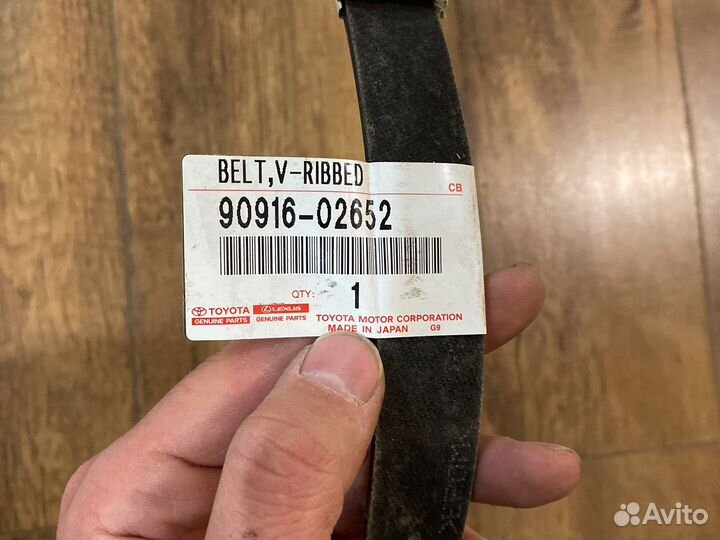 BELT,V-RIBBED
CB
90916-02652
QTY: 1
TOYOTA LEXUS TOYOTA MOTOR CORPORATION
GENUINE PARTS GENUINE PARTS MADE IN JAPAN G9
Avito